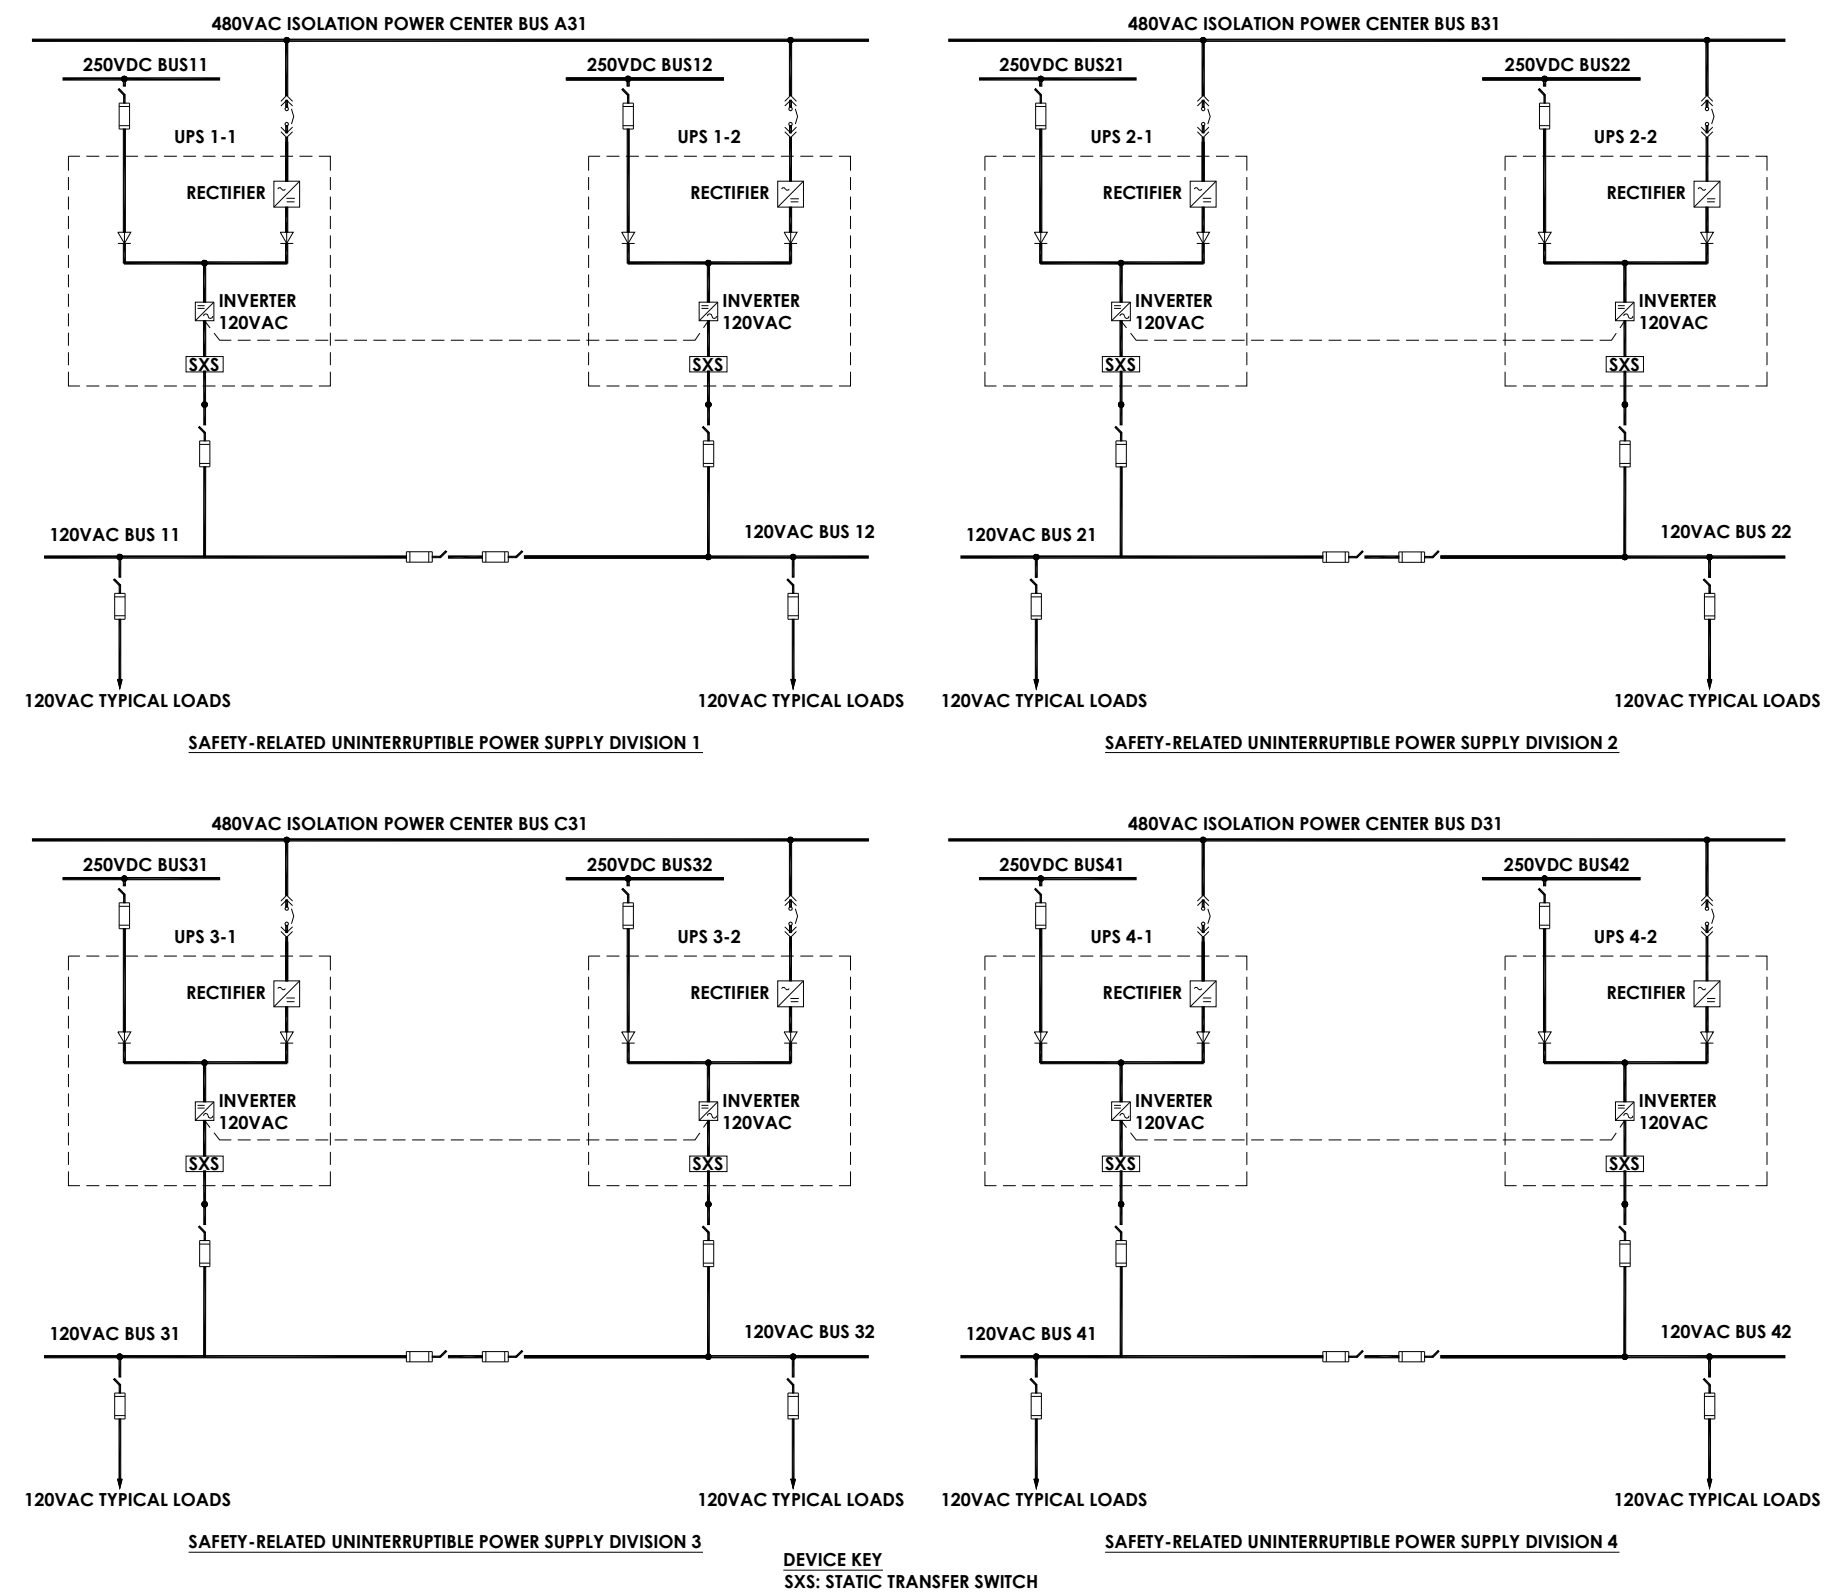 480VAC ISOLATION POWER CENTER BUS A31
250VDC BUS11
250VDC BUS12
UPS 1-1
UPS 1-2
RECTIFIER
RECTIFIER
INVERTER
120VAC
INVERTER
120VAC
SXS
SXS
120VAC BUS 11
120VAC BUS 12
120VAC TYPICAL LOADS
120VAC TYPICAL LOADS
SAFETY-RELATED UNINTERRUPTIBLE POWER SUPPLY DIVISION 1
480VAC ISOLATION POWER CENTER BUS B31
250VDC BUS21
250VDC BUS22
UPS 2-1
UPS 2-2
RECTIFIER
RECTIFIER
INVERTER
120VAC
INVERTER
120VAC
SXS
SXS
120VAC BUS 21
120VAC BUS 22
120VAC TYPICAL LOADS
120VAC TYPICAL LOADS
SAFETY-RELATED UNINTERRUPTIBLE POWER SUPPLY DIVISION 2
480VAC ISOLATION POWER CENTER BUS C31
250VDC BUS31
250VDC BUS32
UPS 3-1
UPS 3-2
RECTIFIER
RECTIFIER
INVERTER
120VAC
INVERTER
120VAC
SXS
SXS
120VAC BUS 31
120VAC BUS 32
120VAC TYPICAL LOADS
120VAC TYPICAL LOADS
SAFETY-RELATED UNINTERRUPTIBLE POWER SUPPLY DIVISION 3
480VAC ISOLATION POWER CENTER BUS D31
250VDC BUS41
250VDC BUS42
UPS 4-1
UPS 4-2
RECTIFIER
RECTIFIER
INVERTER
120VAC
INVERTER
120VAC
SXS
SXS
120VAC BUS 41
120VAC BUS 42
120VAC TYPICAL LOADS
120VAC TYPICAL LOADS
SAFETY-RELATED UNINTERRUPTIBLE POWER SUPPLY DIVISION 4
DEVICE KEY
SXS: STATIC TRANSFER SWITCH